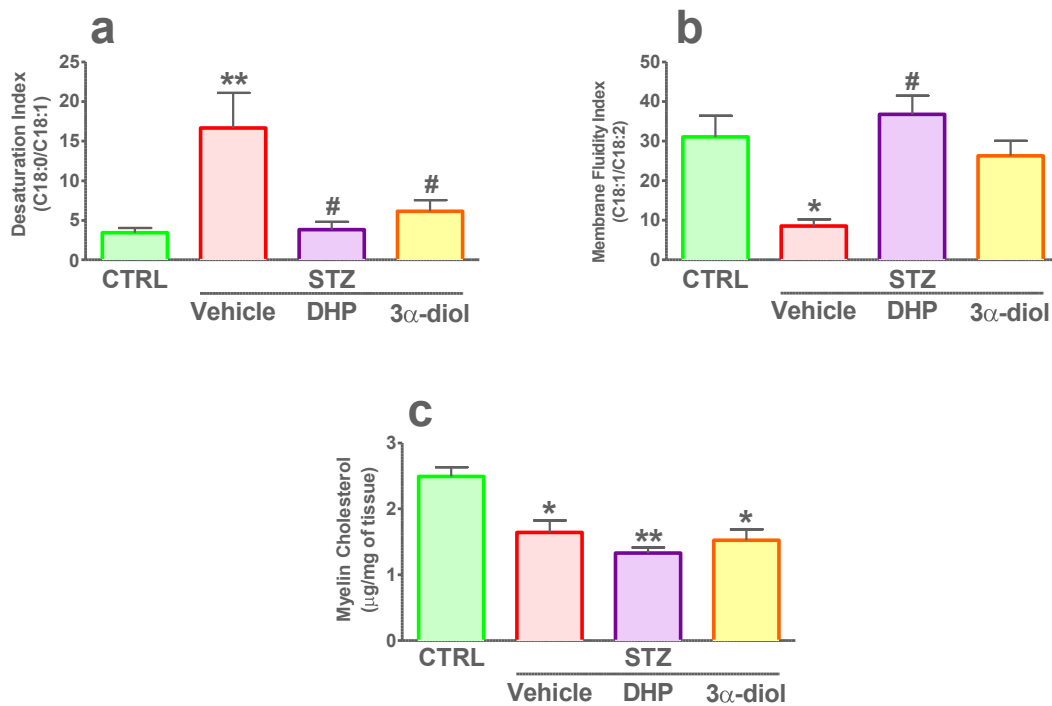 a
Desaturation Index
(C18:0/C18:1)
25
20
15
10
5
0
**
#
#
CTRL
STZ
Vehicle
DHP
3α-diol
b
Membrane Fluidity Index
(C18:1/C18:2)
50
40
30
20
10
0
*
#
CTRL
STZ
Vehicle
DHP
3α-diol
c
Myelin Cholesterol
(μg/mg of tissue)
3
2
1
0
*
**
*
CTRL
STZ
Vehicle
DHP
3α-diol